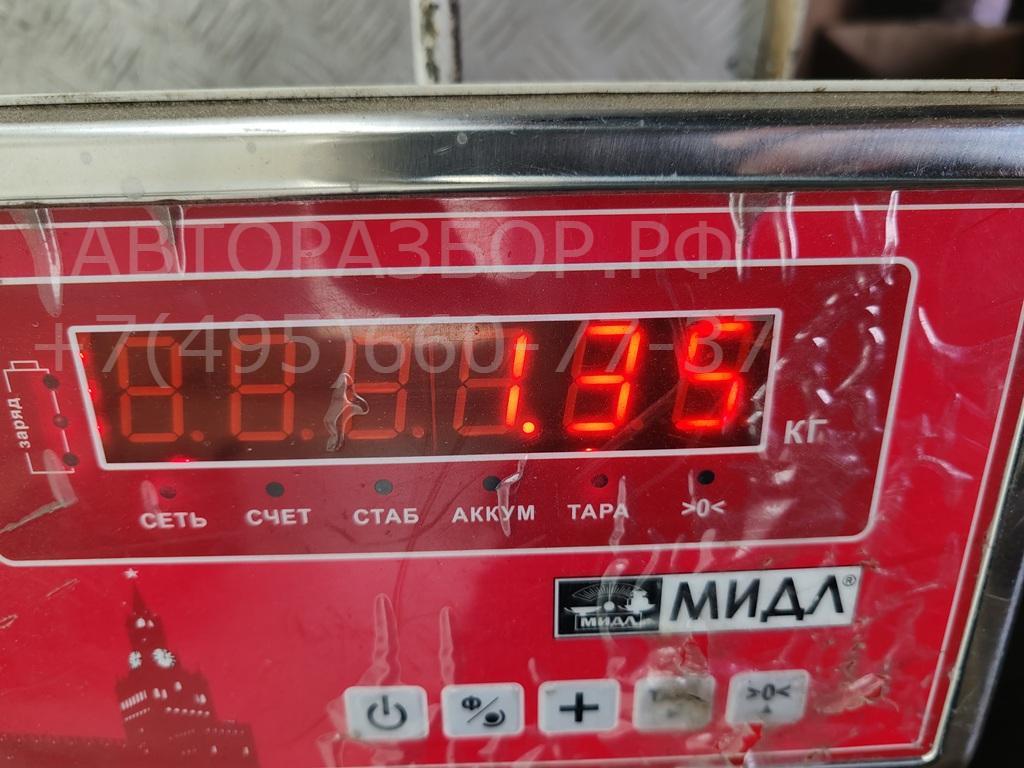 АВТОРАЗБОР.РФ
+7(495)660-77-37
заряд
1.35
КГ
СЕТЬ СЧЕТ СТАБ АККУМ ТАРА >0<
МИДЛ МИДЛ®
Ф/ % + >0<